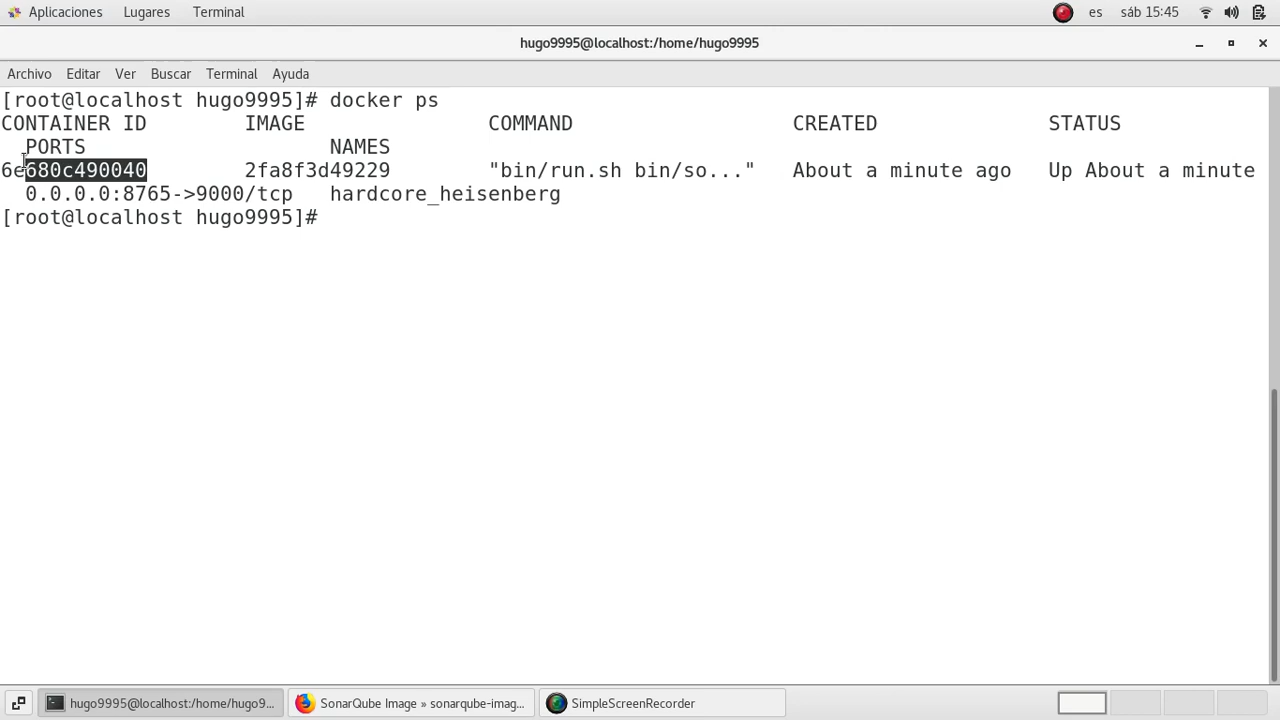 Aplicaciones Lugares Terminal es sáb 15:45
hugo9995@localhost:/home/hugo9995
Archivo Editar Ver Buscar Terminal Ayuda
[root@localhost hugo9995]# docker ps
CONTAINER ID IMAGE COMMAND CREATED STATUS
PORTS NAMES
6e680c490040 2fa8f3d49229 "bin/run.sh bin/so..." About a minute ago Up About a minute
0.0.0.0:8765->9000/tcp hardcore_heisenberg
[root@localhost hugo9995]#
hugo9995@localhost:/home/hugo9... SonarQube Image » sonarqube-imag... SimpleScreenRecorder